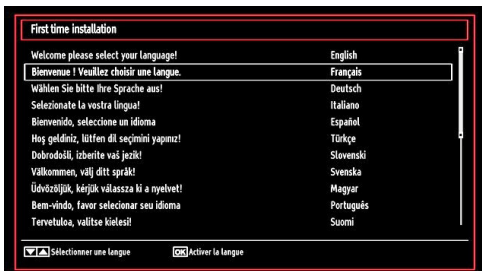 First time installation
Welcome please select your language! English
Bienvenue ! Veuillez choisir une langue. Français
Wählen Sie bitte Ihre Sprache aus! Deutsch
Selezionate la vostra lingua! Italiano
Bienvenido, seleccione un idioma Español
Hoş geldiniz, lütfen dil seçimini yapınız! Türkçe
Dobrodošli, izberite vaš jezik! Slovenski
Välkommen, välj ditt språk! Svenska
Üdvözöljük, kérjük válassza ki a nyelvet! Magyar
Bem-vindo, favor selecionar seu idioma Português
Tervetuloa, valitse kielesi! Suomi
Sélectionner une langue OK Activer la langue